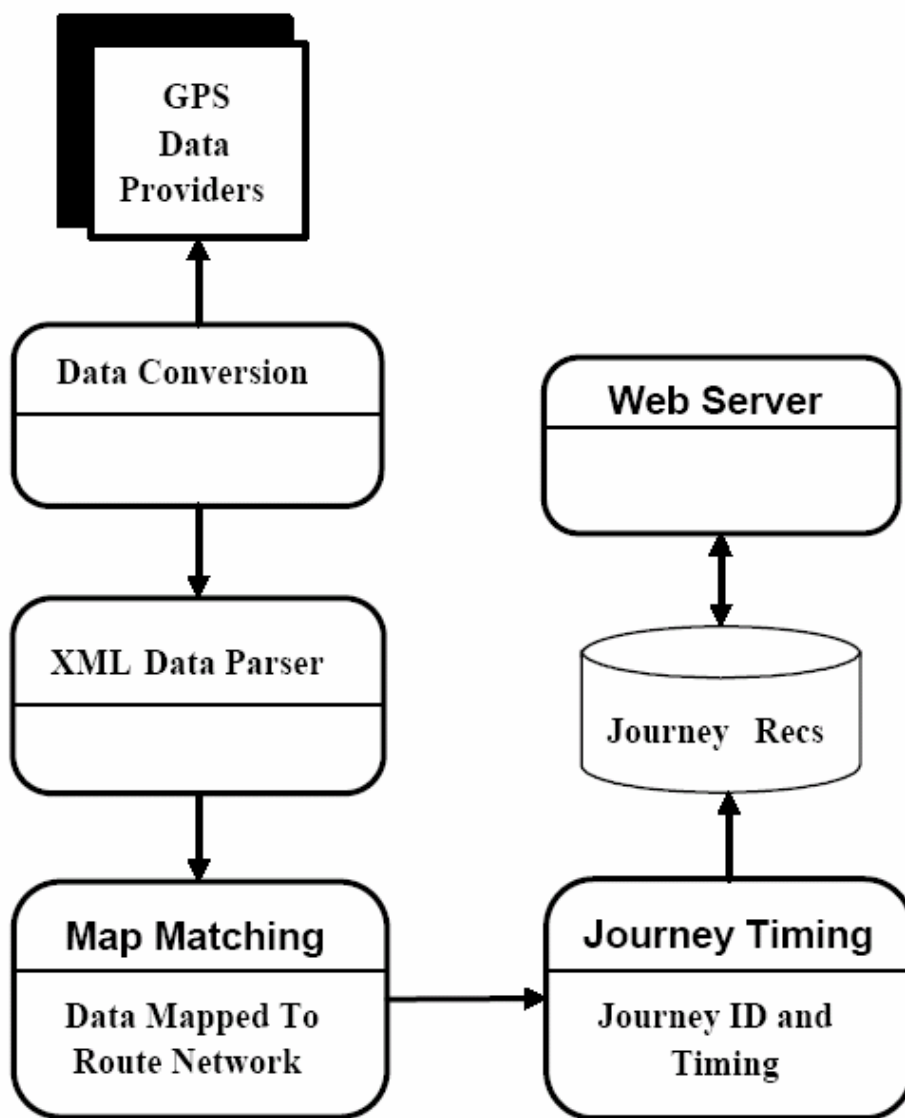 GPS
Data
Providers
Data Conversion
XML Data Parser
Map Matching
Data Mapped To
Route Network
Journey Timing
Journey ID and
Timing
Journey Recs
Web Server